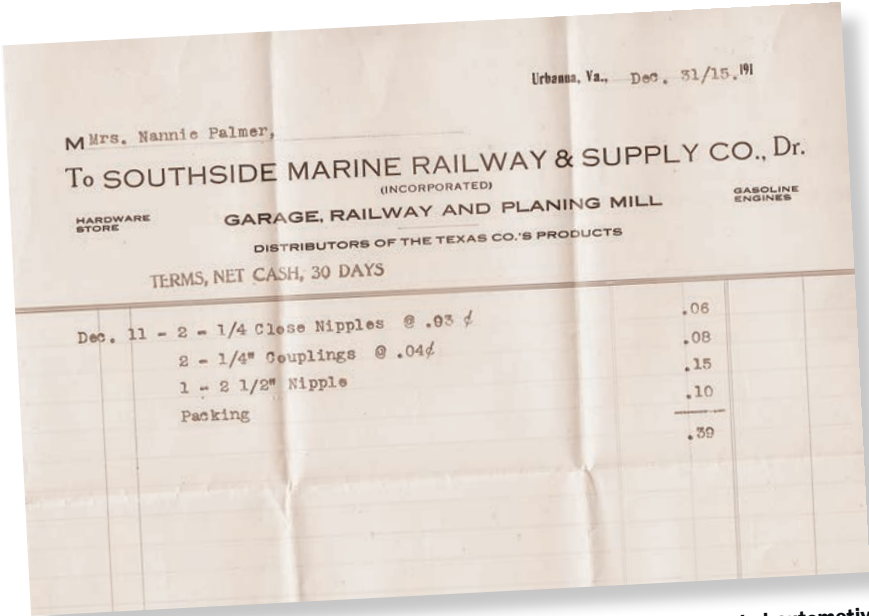 Urbanna, Va., Dec. 31/15. 191
M Mrs. Nannie Palmer,
To SOUTHSIDE MARINE RAILWAY & SUPPLY CO., Dr.
(INCORPORATED)
HARDWARE STORE
GARAGE, RAILWAY AND PLANING MILL
GASOLINE ENGINES
DISTRIBUTORS OF THE TEXAS CO.'S PRODUCTS
TERMS, NET CASH, 30 DAYS
Dec. 11 - 2 - 1/4 Close Nipples @ .03 ¢ .06
2 - 1/4" Couplings @ .04¢ .08
1 - 2 1/2" Nipple .15
Packing .10
.39